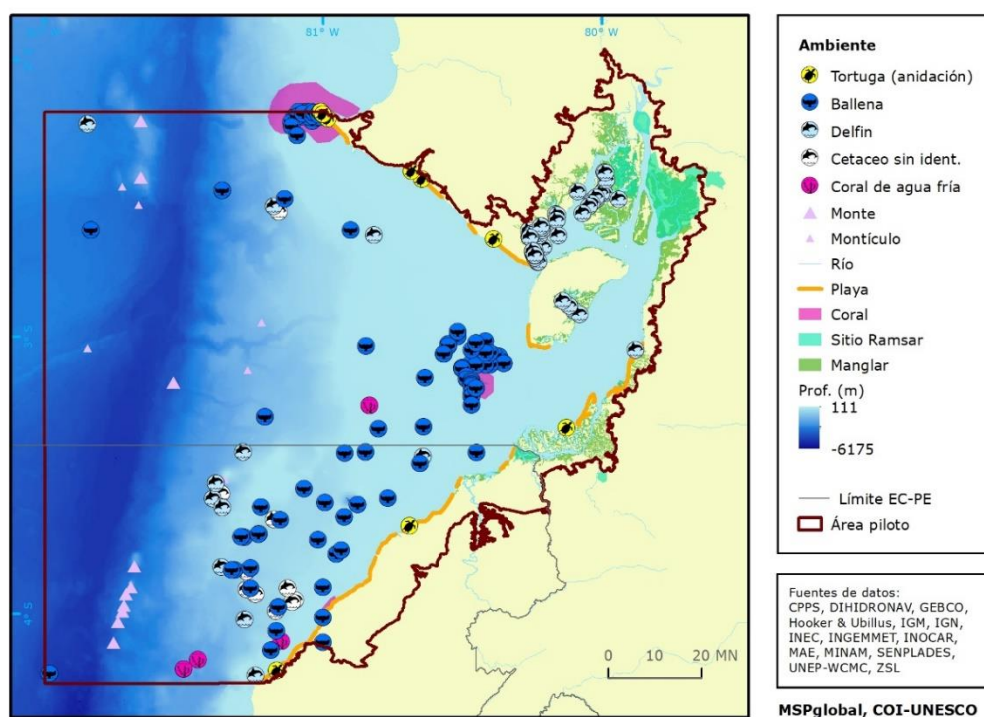 81° W
80° W
3° S
4° S
0 10 20 MN
Ambiente
Tortuga (anidación)
Ballena
Delfin
Cetaceo sin ident.
Coral de agua fría
Monte
Montículo
Río
Playa
Coral
Sitio Ramsar
Manglar
Prof. (m)
111
-6175
Límite EC-PE
Área piloto
Fuentes de datos:
CPPS, DIHIDRONAV, GEBCO,
Hooker & Ubillus, IGM, IGN,
INEC, INGEMMET, INOCAR,
MAE, MINAM, SENPLADES,
UNEP-WCMC, ZSL
MSPglobal, COI-UNESCO